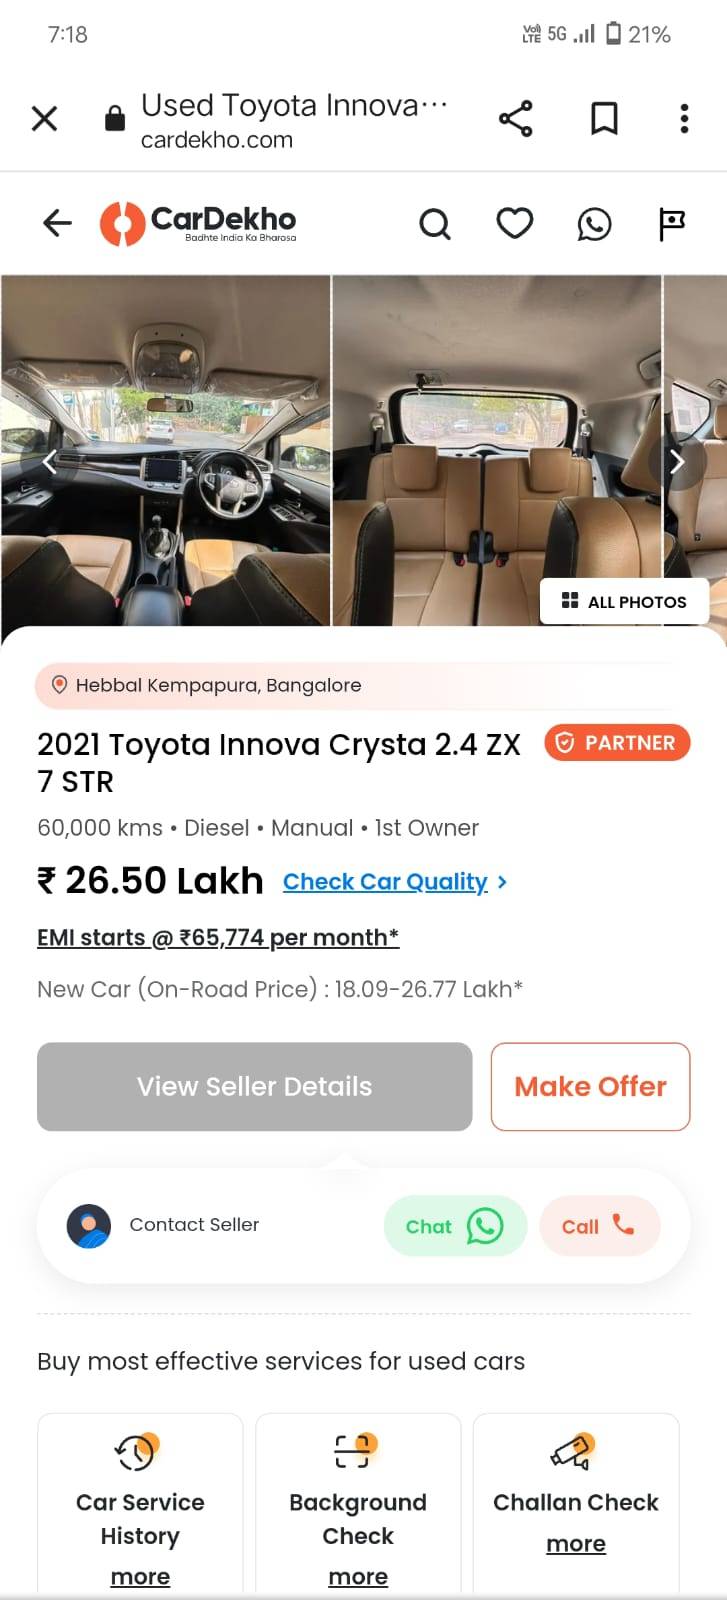 7:18
Vo) LTE 5G 21%
Used Toyota Innova···
cardekho.com
CarDekho
Badhte India Ka Bharosa
ALL PHOTOS
Hebbal Kempapura, Bangalore
2021 Toyota Innova Crysta 2.4 ZX
7 STR
PARTNER
60,000 kms • Diesel • Manual • 1st Owner
₹ 26.50 Lakh Check Car Quality >
EMI starts @ ₹65,774 per month*
New Car (On-Road Price) : 18.09-26.77 Lakh*
View Seller Details
Make Offer
Contact Seller
Chat
Call
Buy most effective services for used cars
Car Service
History
more
Background
Check
more
Challan Check
more